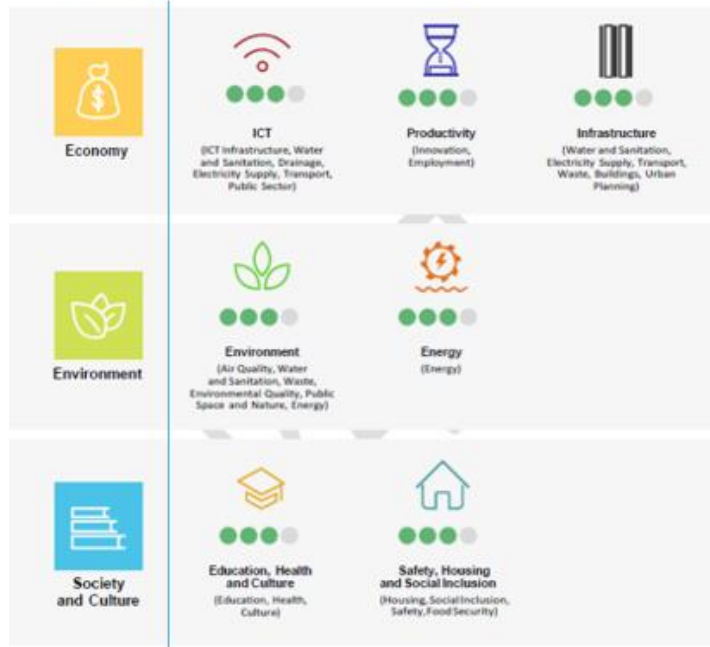 Economy
$
ICT
(ICT Infrastructure, Water
and Sanitation, Drainage,
Electricity Supply, Transport,
Public Sector)
Productivity
(Innovation,
Employment)
Infrastructure
(Water and Sanitation,
Electricity Supply, Transport,
Waste, Buildings, Urban
Planning)
Environment
Environment
(Air Quality, Water
and Sanitation, Waste,
Environmental Quality, Public
Space and Nature, Energy)
Energy
(Energy)
Society
and Culture
Education, Health
and Culture
(Education, Health,
Culture)
Safety, Housing
and Social Inclusion
(Housing, Social Inclusion,
Safety, Food Security)